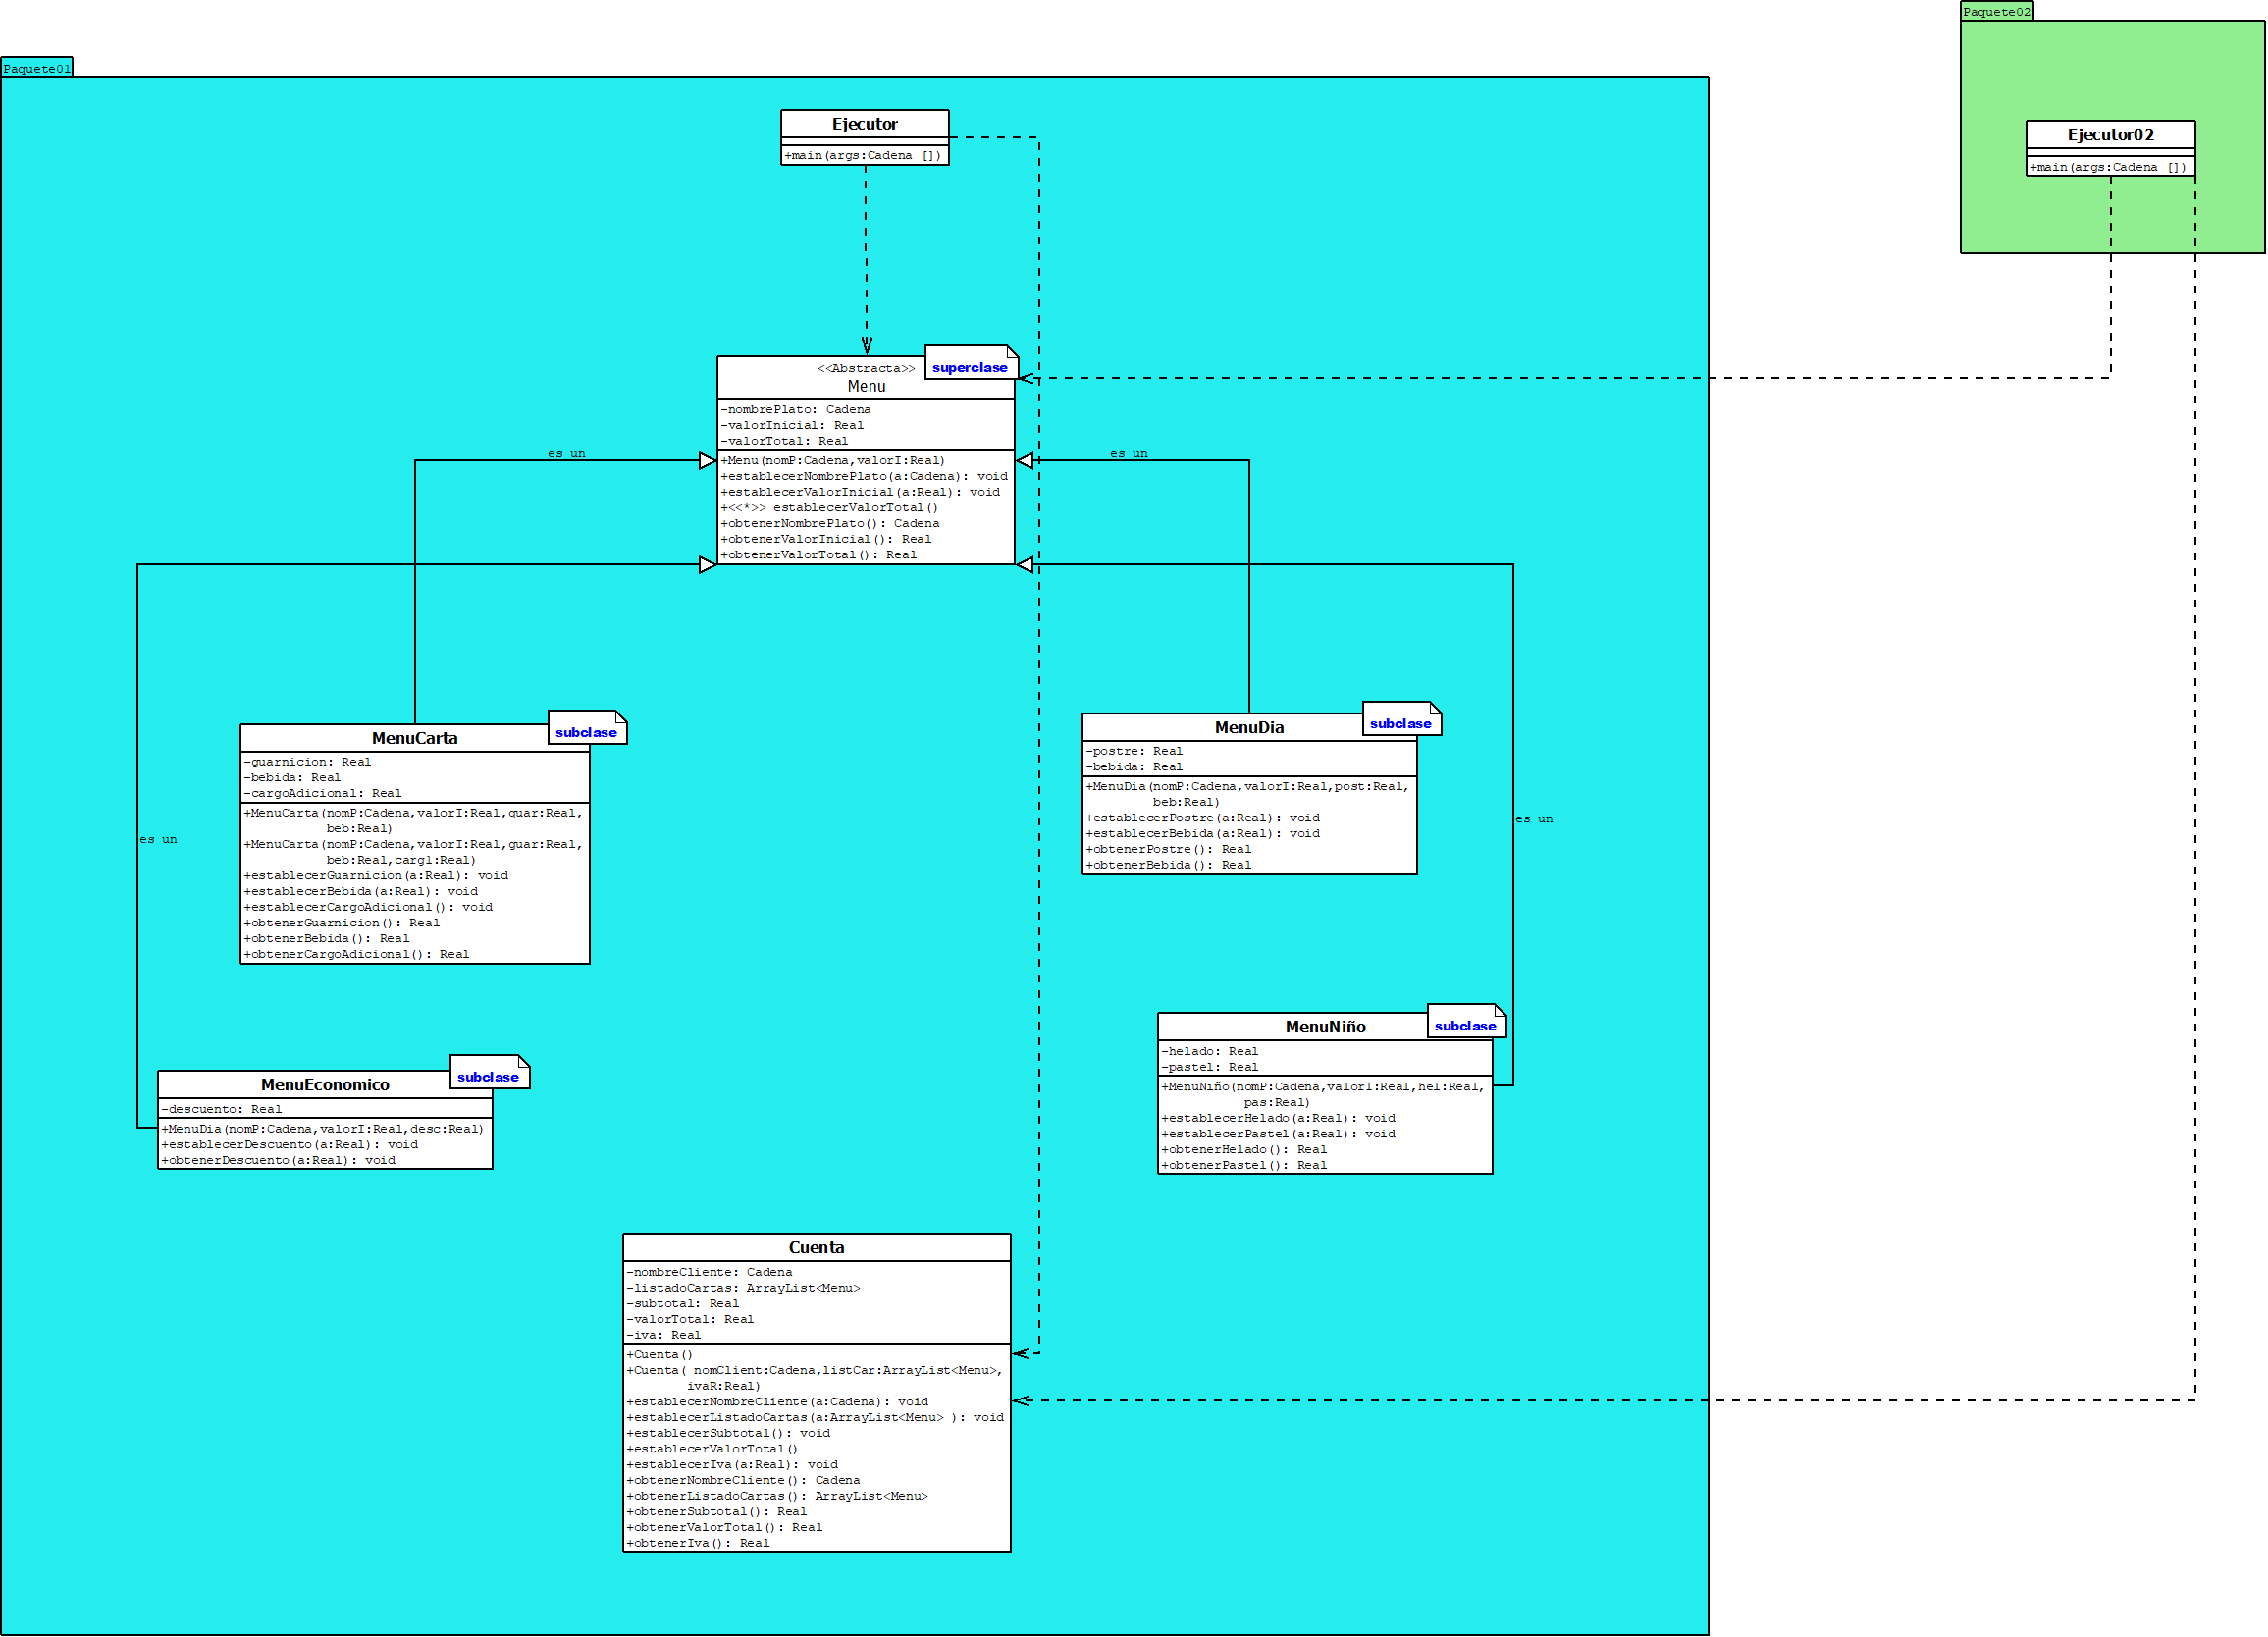 Paquete02
Paquete01
Ejecutor
+main(args:Cadena [])
Ejecutor02
+main(args:Cadena [])
<<Abstracta>>
Menu
superclase
-nombrePlato: Cadena
-valorInicial: Real
-valorTotal: Real
+Menu(nomP:Cadena,valorI:Real)
+establecerNombrePlato(a:Cadena): void
+establecerValorInicial(a:Real): void
+<<*>> establecerValorTotal()
+obtenerNombrePlato(): Cadena
+obtenerValorInicial(): Real
+obtenerValorTotal(): Real
es un
es un
es un
es un
MenuCarta
subclase
-guarnicion: Real
-bebida: Real
-cargoAdicional: Real
+MenuCarta(nomP:Cadena,valorI:Real,guar:Real,
beb:Real)
+MenuCarta(nomP:Cadena,valorI:Real,guar:Real,
beb:Real,carg1:Real)
+establecerGuarnicion(a:Real): void
+establecerBebida(a:Real): void
+establecerCargoAdicional(): void
+obtenerGuarnicion(): Real
+obtenerBebida(): Real
+obtenerCargoAdicional(): Real
MenuDia
subclase
-postre: Real
-bebida: Real
+MenuDia(nomP:Cadena,valorI:Real,post:Real,
beb:Real)
+establecerPostre(a:Real): void
+establecerBebida(a:Real): void
+obtenerPostre(): Real
+obtenerBebida(): Real
MenuEconomico
subclase
-descuento: Real
+MenuDia(nomP:Cadena,valorI:Real,desc:Real)
+establecerDescuento(a:Real): void
+obtenerDescuento(a:Real): void
MenuNiño
subclase
-helado: Real
-pastel: Real
+MenuNiño(nomP:Cadena,valorI:Real,hel:Real,
pas:Real)
+establecerHelado(a:Real): void
+establecerPastel(a:Real): void
+obtenerHelado(): Real
+obtenerPastel(): Real
Cuenta
-nombreCliente: Cadena
-listadoCartas: ArrayList<Menu>
-subtotal: Real
-valorTotal: Real
-iva: Real
+Cuenta()
+Cuenta( nomClient:Cadena,listCar:ArrayList<Menu>,
ivaR:Real)
+establecerNombreCliente(a:Cadena): void
+establecerListadoCartas(a:ArrayList<Menu> ): void
+establecerSubtotal(): void
+establecerValorTotal()
+establecerIva(a:Real): void
+obtenerNombreCliente(): Cadena
+obtenerListadoCartas(): ArrayList<Menu>
+obtenerSubtotal(): Real
+obtenerValorTotal(): Real
+obtenerIva(): Real